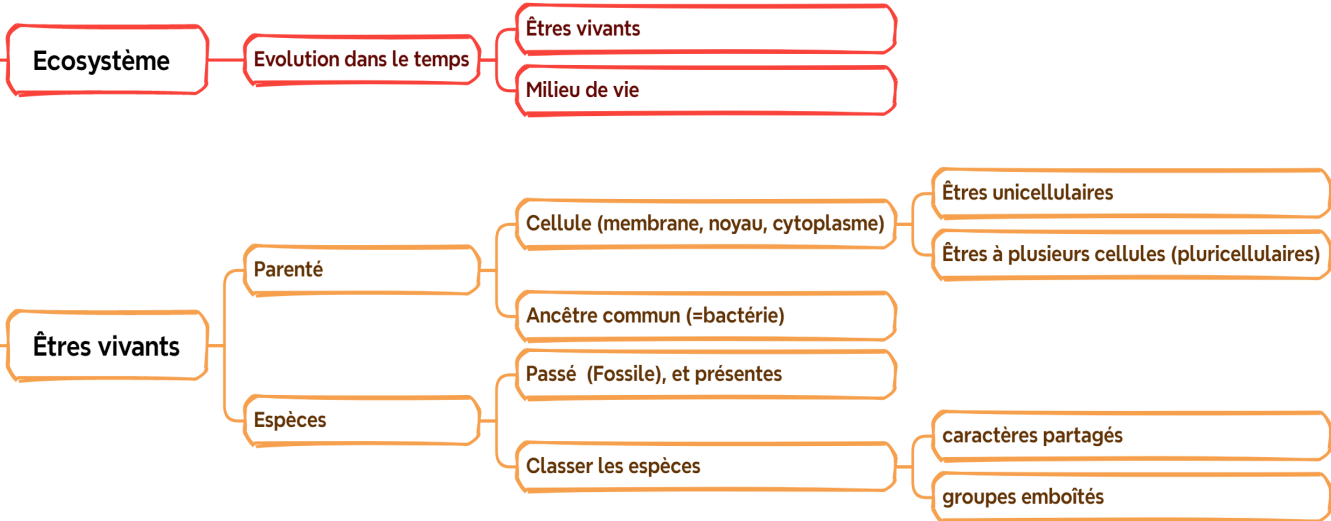 Ecosystème
Evolution dans le temps
Êtres vivants
Milieu de vie
Êtres vivants
Parenté
Cellule (membrane, noyau, cytoplasme)
Êtres unicellulaires
Êtres à plusieurs cellules (pluricellulaires)
Ancêtre commun (=bactérie)
Espèces
Passé (Fossile), et présentes
Classer les espèces
caractères partagés
groupes emboîtés